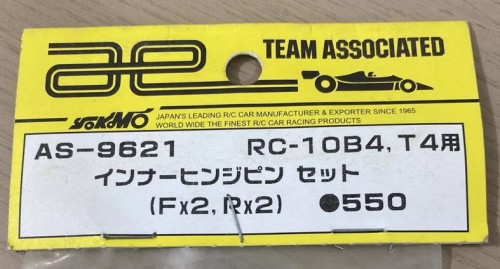 ae
TEAM ASSOCIATED
YOKOMO
JAPAN'S LEADING R/C CAR MANUFACTURER & EXPORTER SINCE 1965
WORLD WIDE THE FINEST R/C CAR RACING PRODUCTS
AS-9621 RC-10B4, T4用
インナーヒンジピン セット
(Fx2, Rx2) ●550